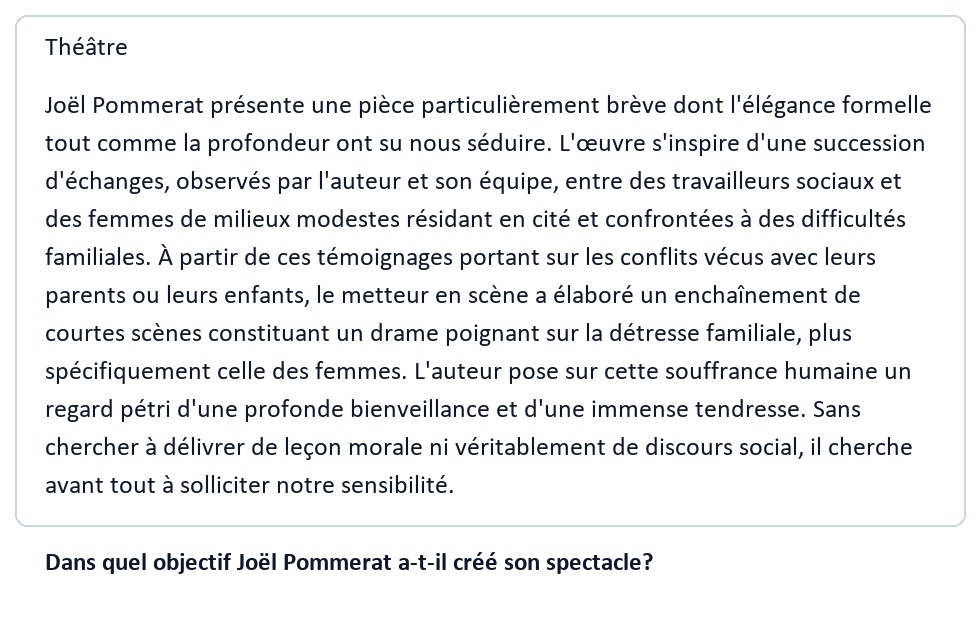 Théâtre
Joël Pommerat présente une pièce particulièrement brève dont l'élégance formelle
tout comme la profondeur ont su nous séduire. L'œuvre s'inspire d'une succession
d'échanges, observés par l'auteur et son équipe, entre des travailleurs sociaux et
des femmes de milieux modestes résidant en cité et confrontées à des difficultés
familiales. À partir de ces témoignages portant sur les conflits vécus avec leurs
parents ou leurs enfants, le metteur en scène a élaboré un enchaînement de
courtes scènes constituant un drame poignant sur la détresse familiale, plus
spécifiquement celle des femmes. L'auteur pose sur cette souffrance humaine un
regard pétri d'une profonde bienveillance et d'une immense tendresse. Sans
chercher à délivrer de leçon morale ni véritablement de discours social, il cherche
avant tout à solliciter notre sensibilité.
Dans quel objectif Joël Pommerat a-t-il créé son spectacle?